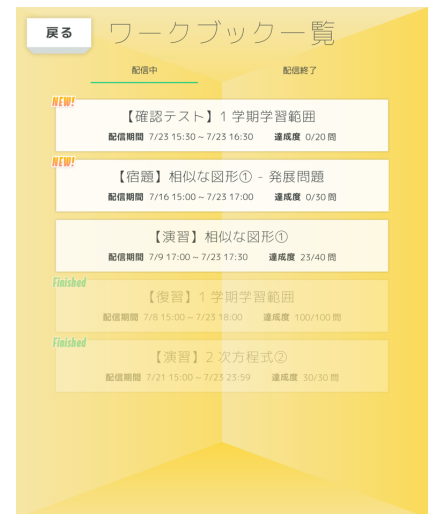 戻る
ワークブック一覧
配信中
配信終了
NEW!
【確認テスト】1 学期学習範囲
配信期間 7/23 15:30 ~ 7/23 16:30 達成度 0/20 問
NEW!
【宿題】相似な図形① - 発展問題
配信期間 7/16 15:00 ~ 7/23 17:00 達成度 0/30 問
【演習】相似な図形①
配信期間 7/9 17:00 ~ 7/23 17:30 達成度 23/40 問
Finished
【復習】1 学期学習範囲
配信期間 7/8 15:00 ~ 7/23 18:00 達成度 100/100 問
Finished
【演習】2 次方程式②
配信期間 7/21 15:00 ~ 7/23 23:59 達成度 30/30 問